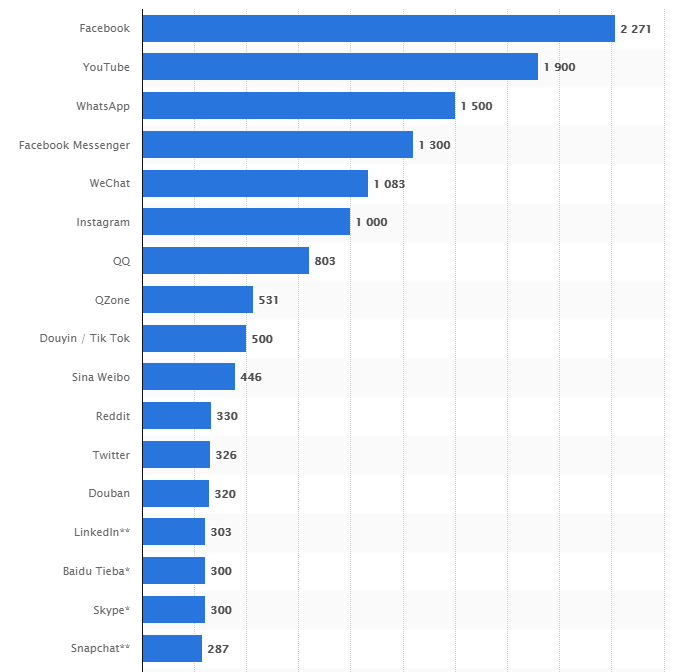 Facebook 2 271
YouTube 1 900
WhatsApp 1 500
Facebook Messenger 1 300
WeChat 1 083
Instagram 1 000
QQ 803
QZone 531
Douyin / Tik Tok 500
Sina Weibo 446
Reddit 330
Twitter 326
Douban 320
LinkedIn** 303
Baidu Tieba* 300
Skype* 300
Snapchat** 287